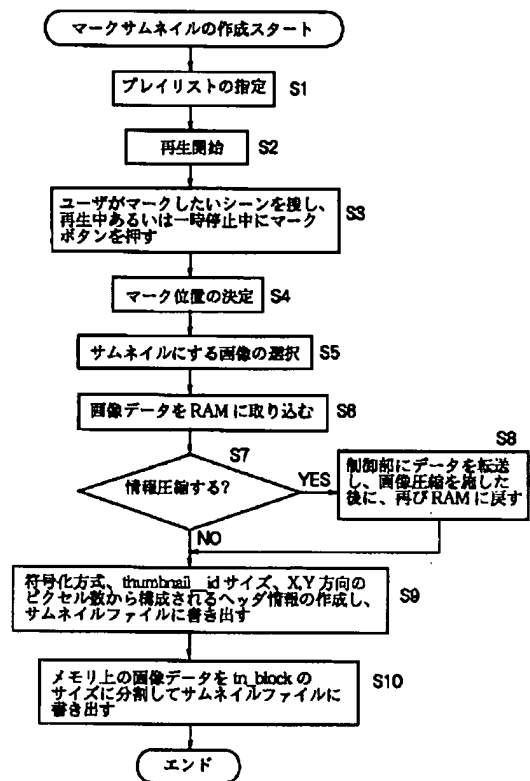 マークサムネイルの作成スタート
プレイリストの指定 S1
再生開始 S2
ユーザがマークしたいシーンを捜し、
再生中あるいは一時停止中にマーク
ボタンを押す
S3
マーク位置の決定 S4
サムネイルにする画像の選択 S5
画像データをRAMに取り込む S6
S7
情報圧縮する?
YES
NO
S8
制御部にデータを転送
し、画像圧縮を施した
後に、再びRAMに戻す
符号化方式、thumbnail_idサイズ、X,Y方向の
ピクセル数から構成されるヘッダ情報の作成し、
サムネイルファイルに書き出す
S9
メモリ上の画像データをtn_blockの
サイズに分割してサムネイルファイルに
書き出す
S10
エンド